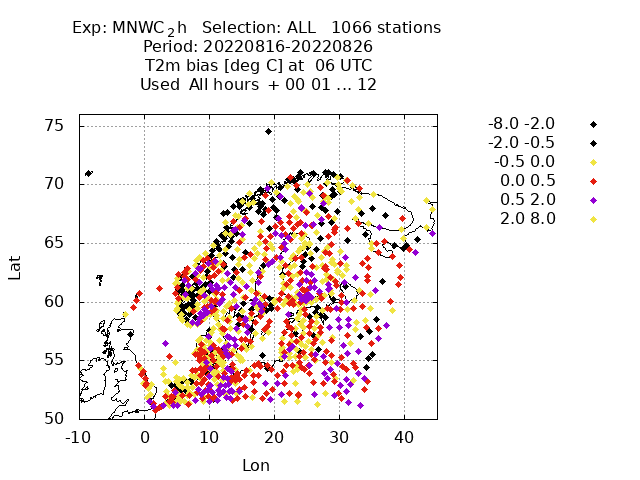 Exp: MNWC_2h Selection: ALL 1066 stations
Period: 20220816-20220826
T2m bias [deg C] at 06 UTC
Used All hours + 00 01 ... 12
-8.0 -2.0
-2.0 -0.5
-0.5 0.0
0.0 0.5
0.5 2.0
2.0 8.0
75
70
65
60
55
50
Lat
-10 0 10 20 30 40
Lon